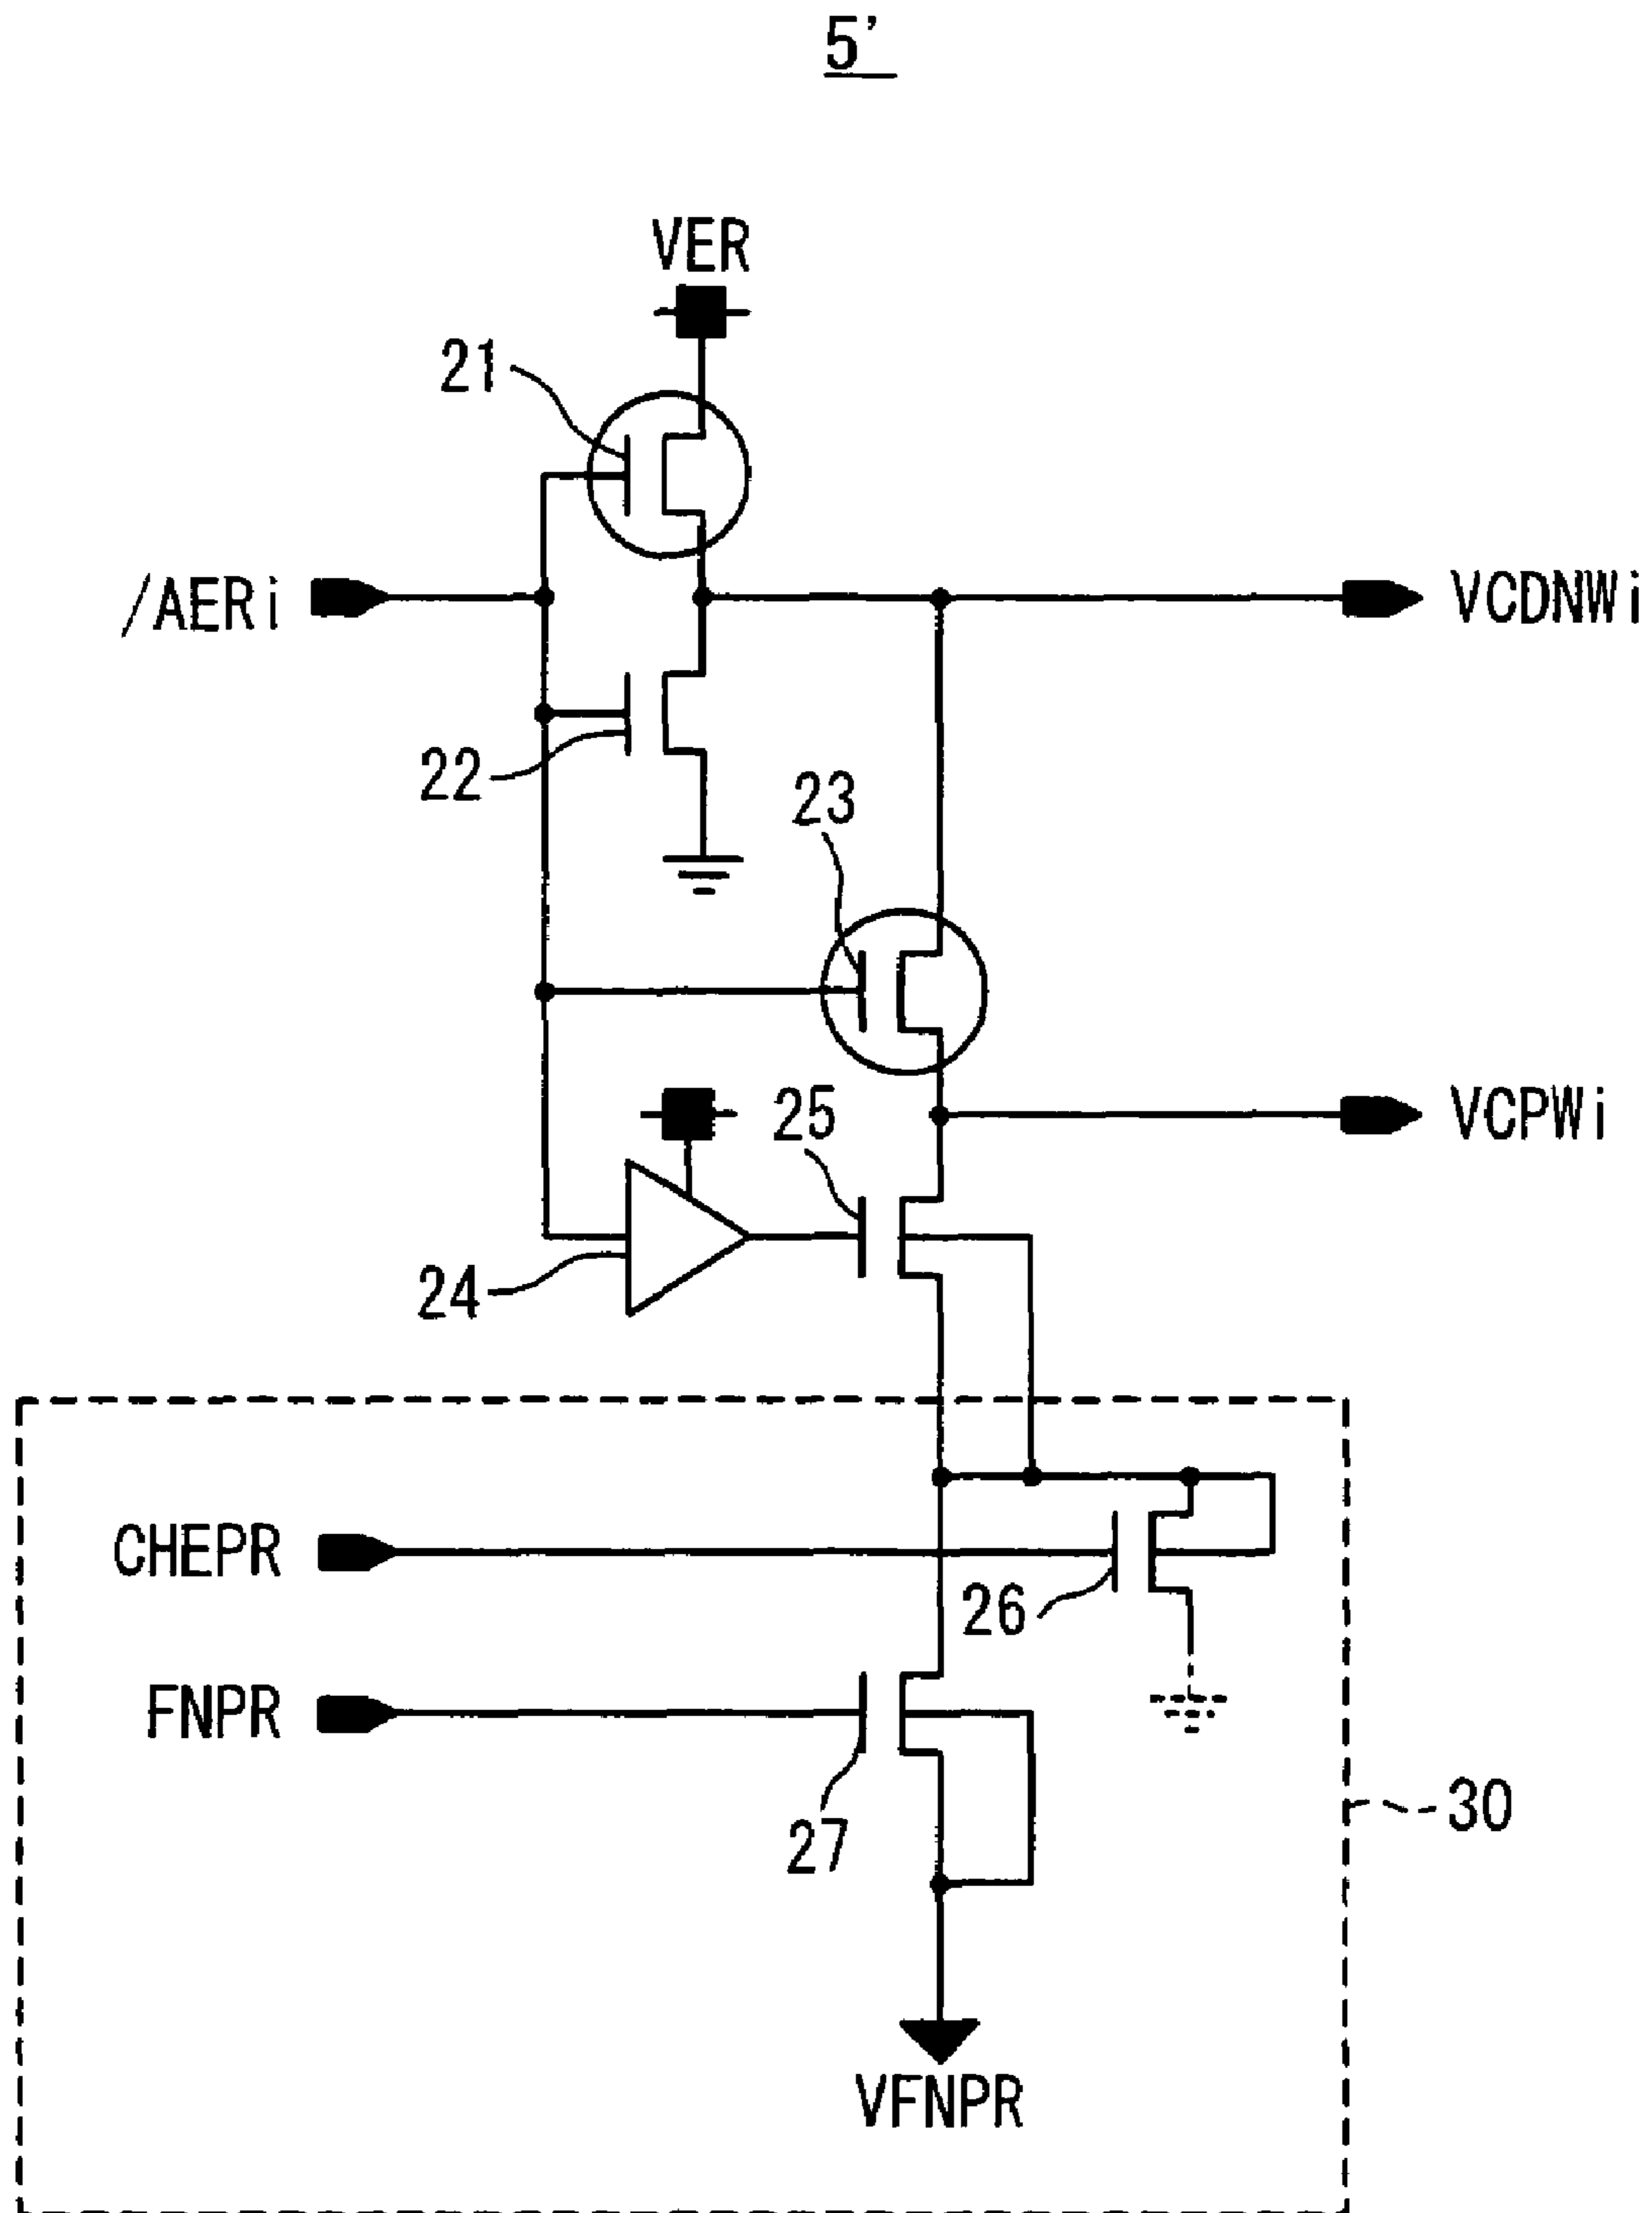 5'
VER
21
/AERi
VCDNWi
22
23
25
VCPWi
24
CHEPR
26
FNPR
30
27
VFNPR